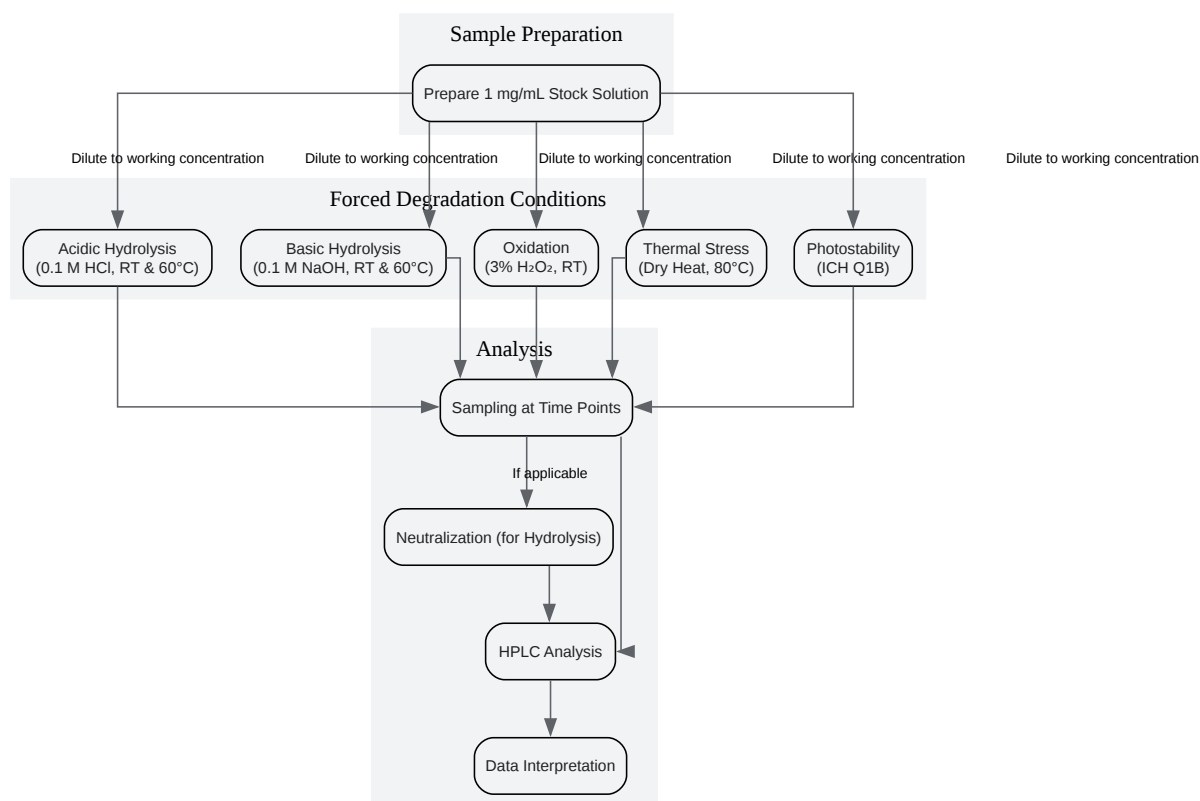 Sample Preparation
Prepare 1 mg/mL Stock Solution
Dilute to working concentration
Dilute to working concentration
Dilute to working concentration
Dilute to working concentration
Dilute to working concentration
Forced Degradation Conditions
Acidic Hydrolysis
(0.1 M HCl, RT & 60°C)
Basic Hydrolysis
(0.1 M NaOH, RT & 60°C)
Oxidation
(3% H₂O₂, RT)
Thermal Stress
(Dry Heat, 80°C)
Photostability
(ICH Q1B)
Analysis
Sampling at Time Points
If applicable
Neutralization (for Hydrolysis)
HPLC Analysis
Data Interpretation